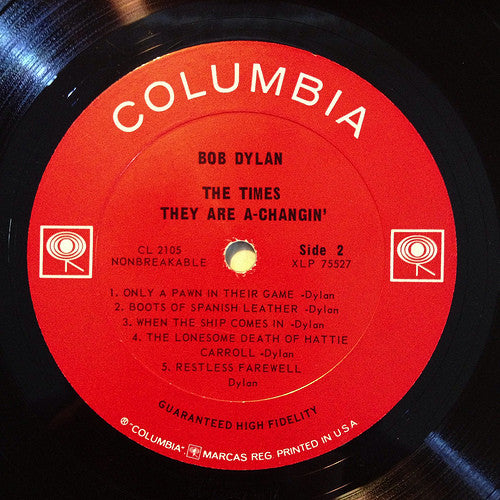 COLUMBIA
BOB DYLAN
THE TIMES
THEY ARE A-CHANGIN'
CL 2105
NONBREAKABLE
Side 2
XLP 75527
1. ONLY A PAWN IN THEIR GAME -Dylan
2. BOOTS OF SPANISH LEATHER -Dylan
3. WHEN THE SHIP COMES IN -Dylan
4. THE LONESOME DEATH OF HATTIE
CARROLL -Dylan
5. RESTLESS FAREWELL
Dylan
GUARANTEED HIGH FIDELITY
® "COLUMBIA", MARCAS REG. PRINTED IN U S A